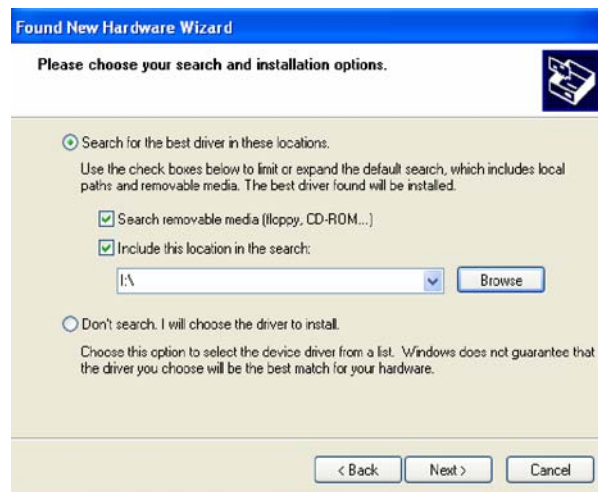 Found New Hardware Wizard
Please choose your search and installation options.
Search for the best driver in these locations.
Use the check boxes below to limit or expand the default search, which includes local
paths and removable media. The best driver found will be installed.
Search removable media (floppy, CD-ROM...)
Include this location in the search:
I:\
Browse
Don't search. I will choose the driver to install.
Choose this option to select the device driver from a list. Windows does not guarantee that
the driver you choose will be the best match for your hardware.
< Back Next > Cancel